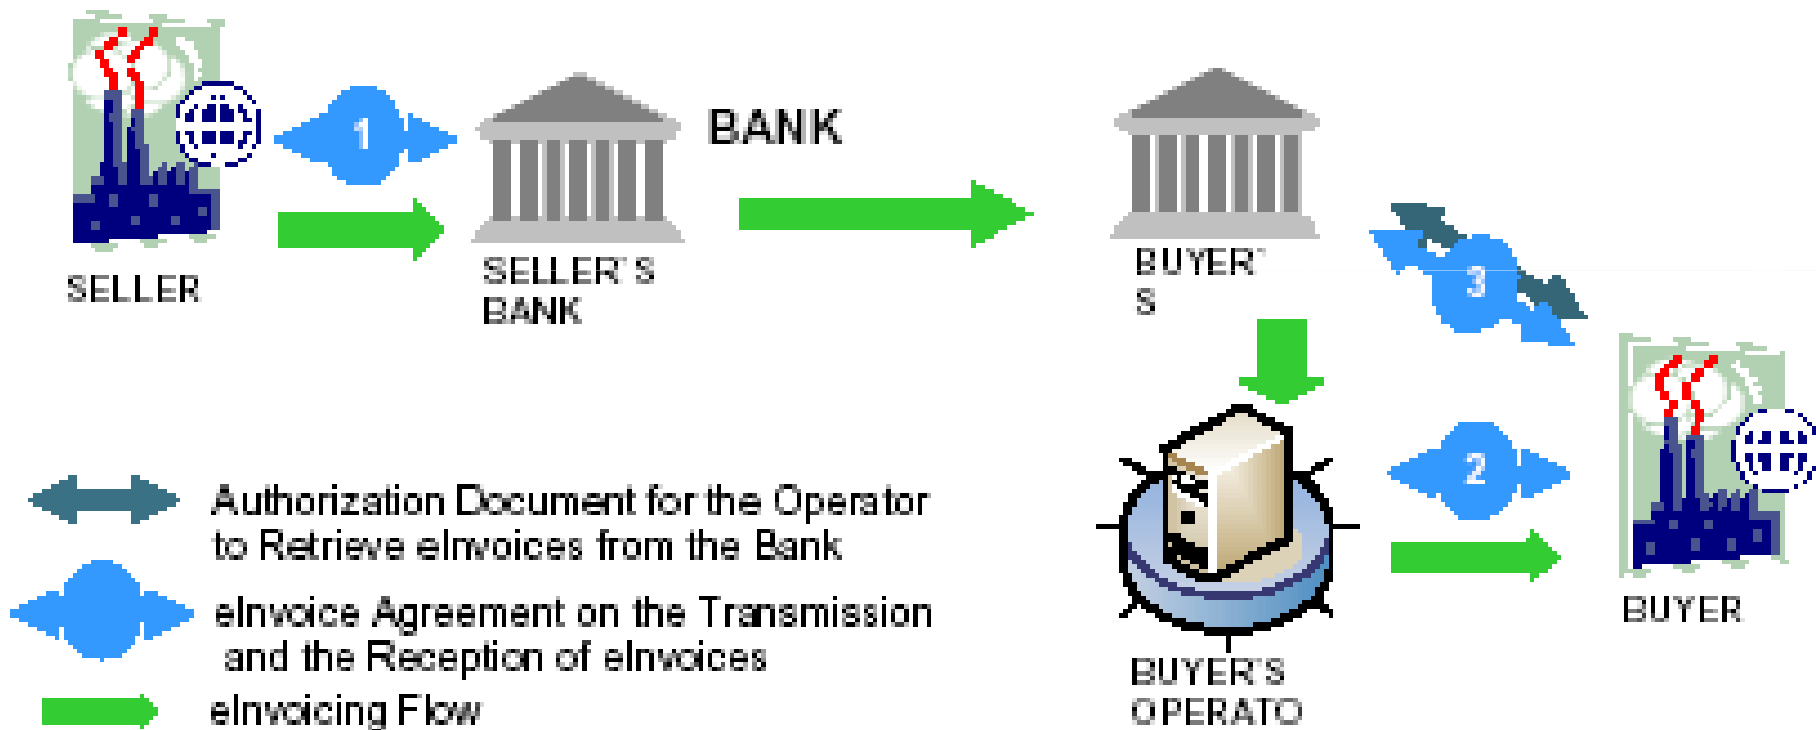 1
BANK
SELLER
SELLER'S
BANK
BUYER'
S
3
2
BUYER
BUYER'S
OPERATO
Authorization Document for the Operator
to Retrieve eInvoices from the Bank
eInvoice Agreement on the Transmission
and the Reception of eInvoices
eInvoicing Flow